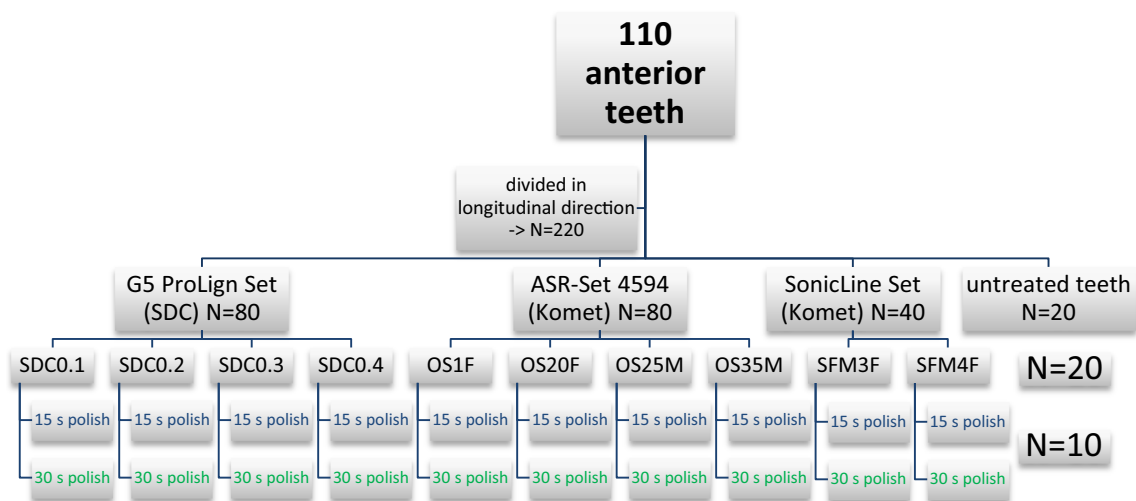 110
anterior
teeth
divided in
longitudinal direction
-> N=220
G5 ProLign Set
(SDC) N=80
ASR-Set 4594
(Komet) N=80
SonicLine Set
(Komet) N=40
untreated teeth
N=20
SDC0.1
SDC0.2
SDC0.3
SDC0.4
OS1F
OS20F
OS25M
OS35M
SFM3F
SFM4F
N=20
15 s polish
15 s polish
15 s polish
15 s polish
15 s polish
15 s polish
15 s polish
15 s polish
15 s polish
15 s polish
N=10
30 s polish
30 s polish
30 s polish
30 s polish
30 s polish
30 s polish
30 s polish
30 s polish
30 s polish
30 s polish